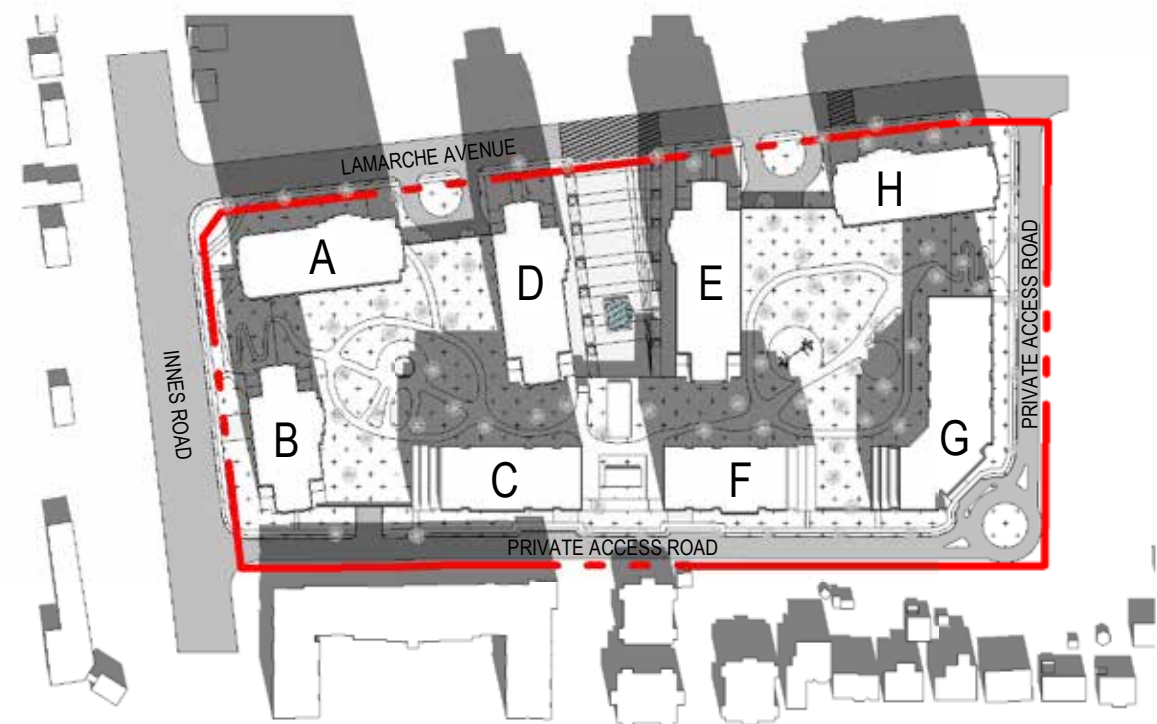 LAMARCHE AVENUE
H
A
D
E
PRIVATE ACCESS ROAD
INNES ROAD
B
G
C
F
PRIVATE ACCESS ROAD